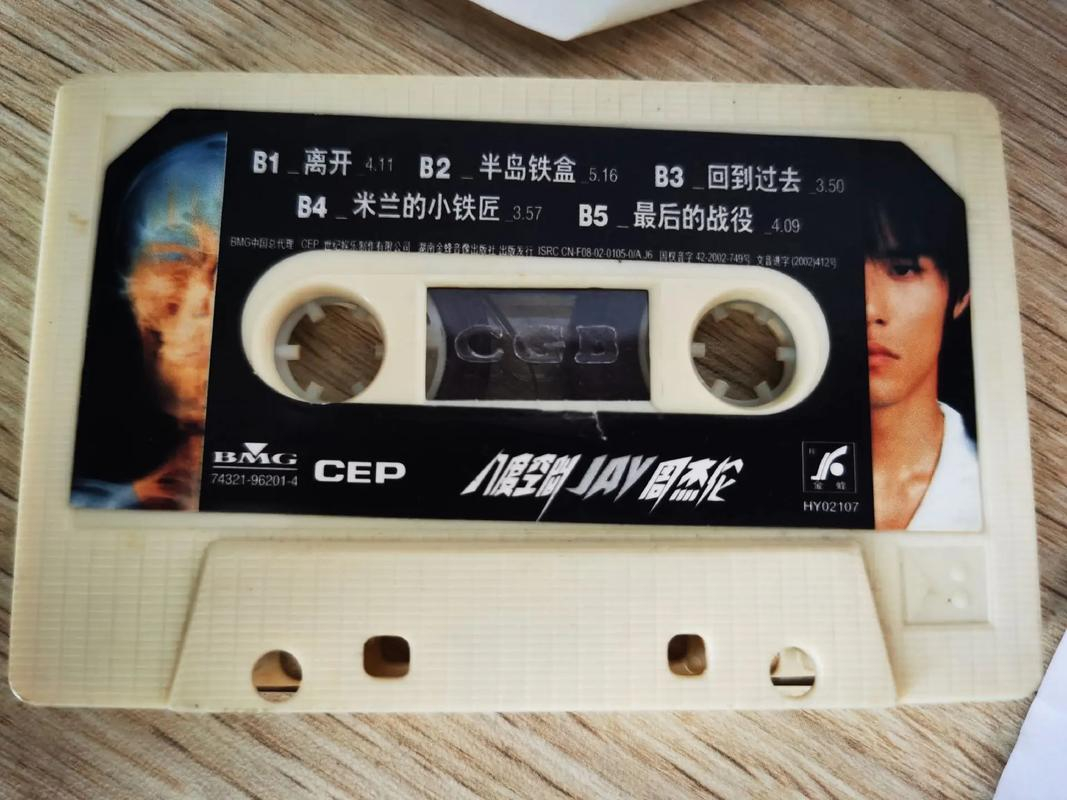 B1 _ 离开 _4.11 B2 _ 半岛铁盒 _5.16 B3 _ 回到过去 _3.50
B4 _ 米兰的小铁匠 _3.57 B5 _ 最后的战役 _4.09
BMG中国总代理 CEP 世纪娱乐制作有限公司 湖南金蜂音像出版社 出版发行 ISRC CN-F08-02-0105-0/A.J6 国权音字 42-2002-749号 文音进字 (2002)412号
CGB
BMG
74321-96201-4
CEP
八度空间 JAY 周杰伦
金蜂
HY02107